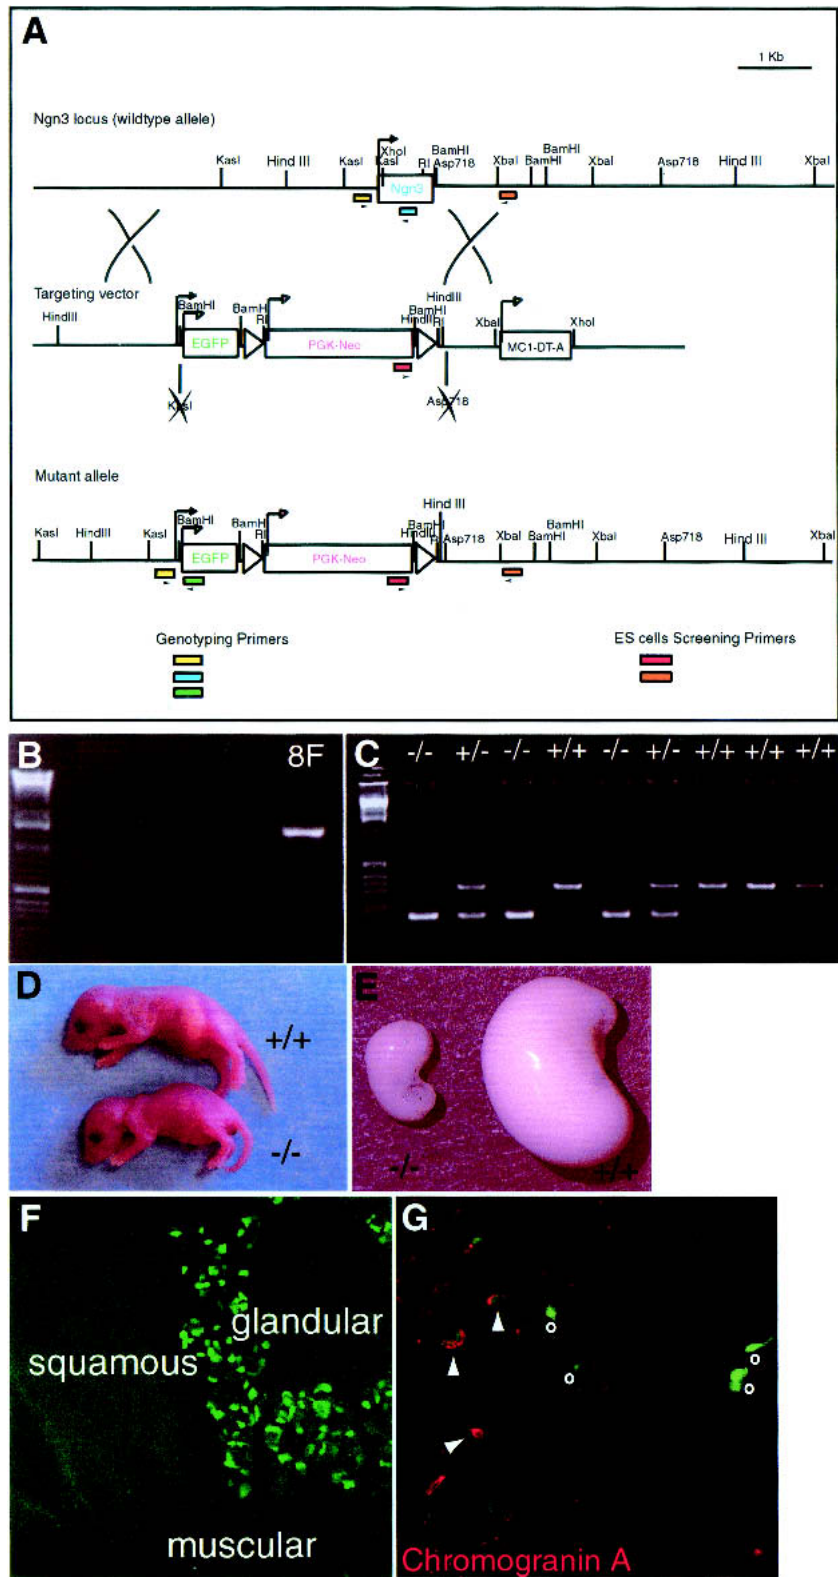 A
1 Kb
Ngn3 locus (wildtype allele)
KasI
Hind III
KasI
XhoI
KasI
RI
BamHI
Asp718
XbaI
BamHI
BamHI
XbaI
Asp718
Hind III
XbaI
Ngn3
Targeting vector
HindIII
BamHI
BamHI
RI
HindIII
BamHI
HindIII
RI
XbaI
XhoI
EGFP
PGK-Neo
MC1-DT-A
KasI
Asp718
Mutant allele
KasI
HindIII
KasI
BamHI
BamHI
RI
Hind III
BamHI
HindIII
Asp718
XbaI
BamHI
BamHI
XbaI
Asp718
Hind III
XbaI
EGFP
PGK-Neo
Genotyping Primers
ES cells Screening Primers
B
8F
C
-/- +/- -/- +/+ -/- +/- +/+ +/+ +/+
D
+/+
-/-
E
-/-
+/+
F
glandular
squamous
muscular
G
Chromogranin A